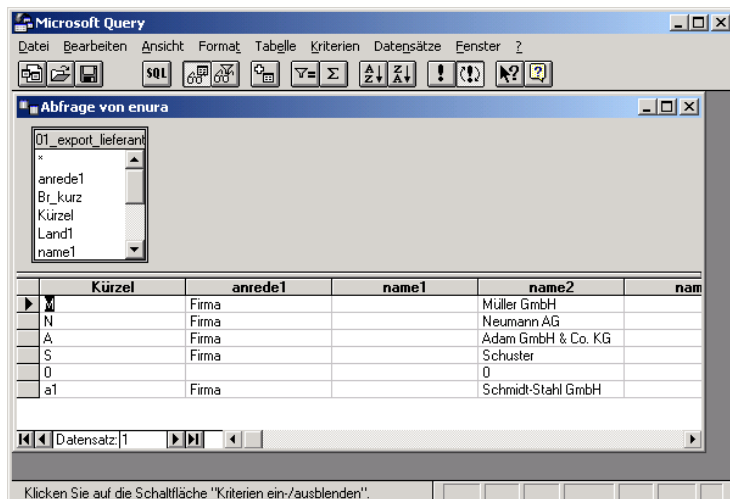 Microsoft Query
Datei Bearbeiten Ansicht Format Tabelle Kriterien Datensätze Fenster ?
SQL
Abfrage von enura
01_export_lieferant
*
anrede1
Br_kurz
Kürzel
Land1
name1
Kürzel anrede1 name1 name2 nam
M Firma Müller GmbH
N Firma Neumann AG
A Firma Adam GmbH & Co. KG
S Firma Schuster
0 0
a1 Firma Schmidt-Stahl GmbH
Datensatz: 1
Klicken Sie auf die Schaltfläche "Kriterien ein-/ausblenden".